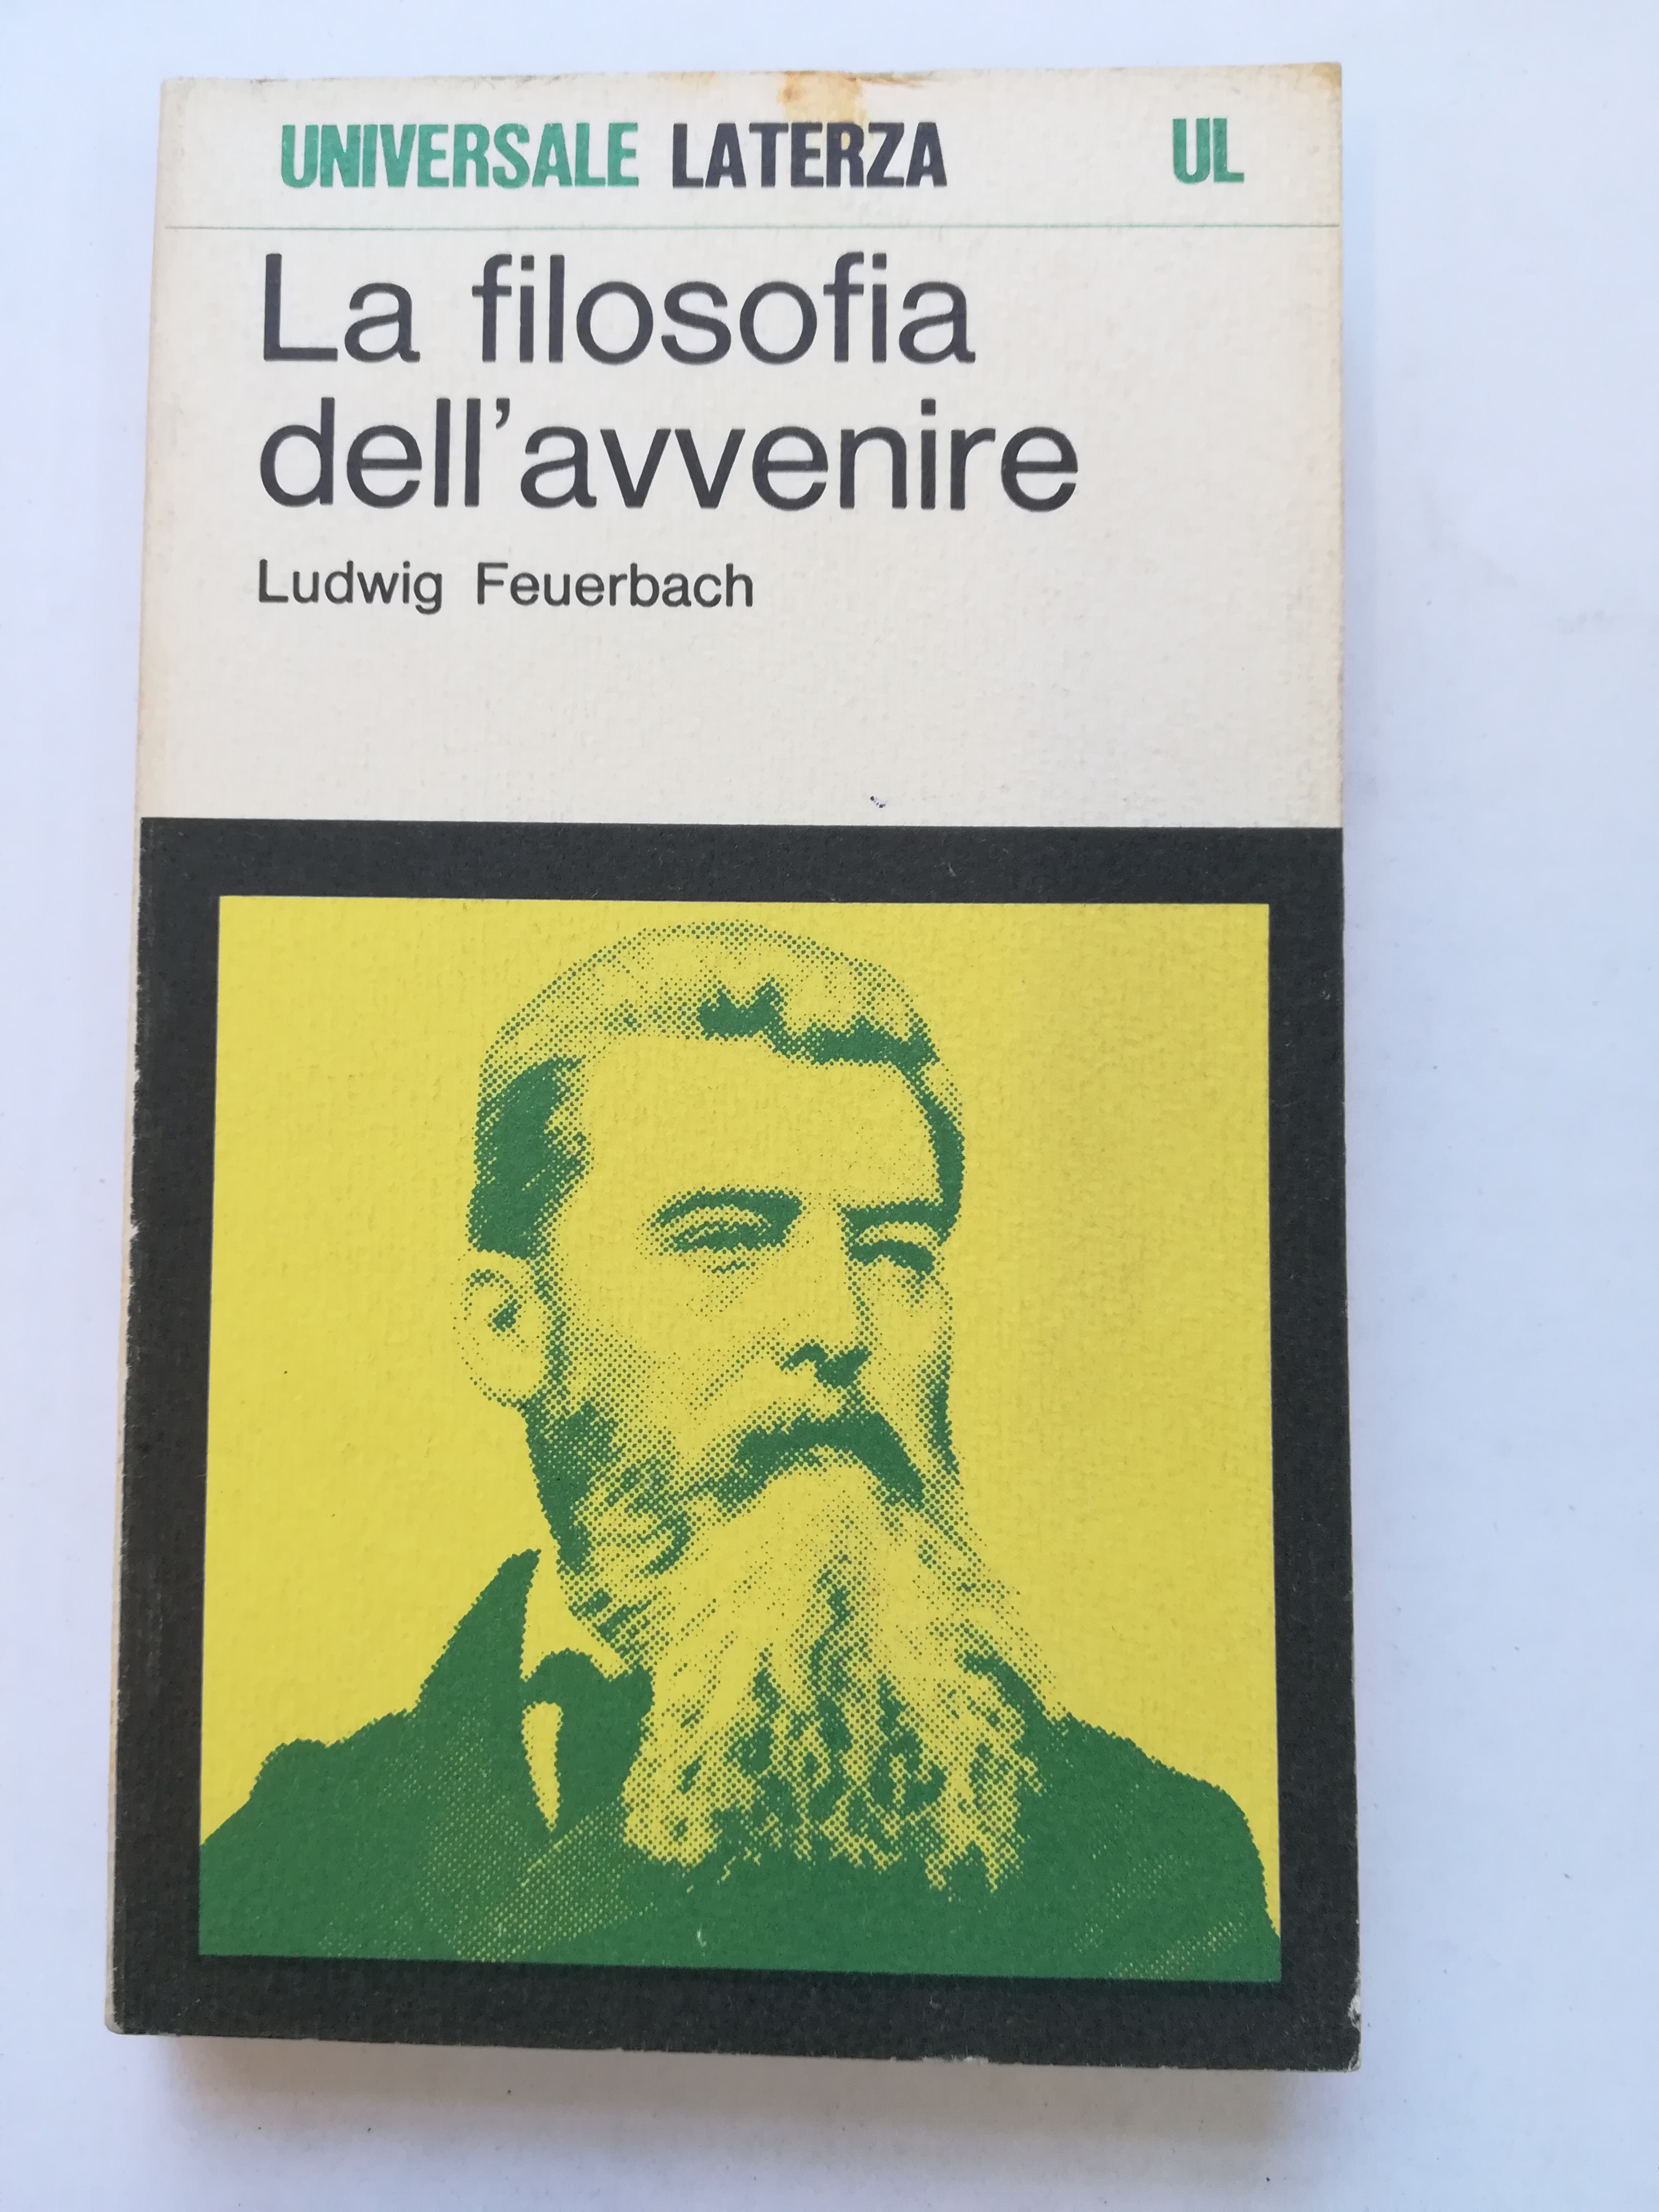 UNIVERSALE LATERZA UL
La filosofia
dell'avvenire
Ludwig Feuerbach